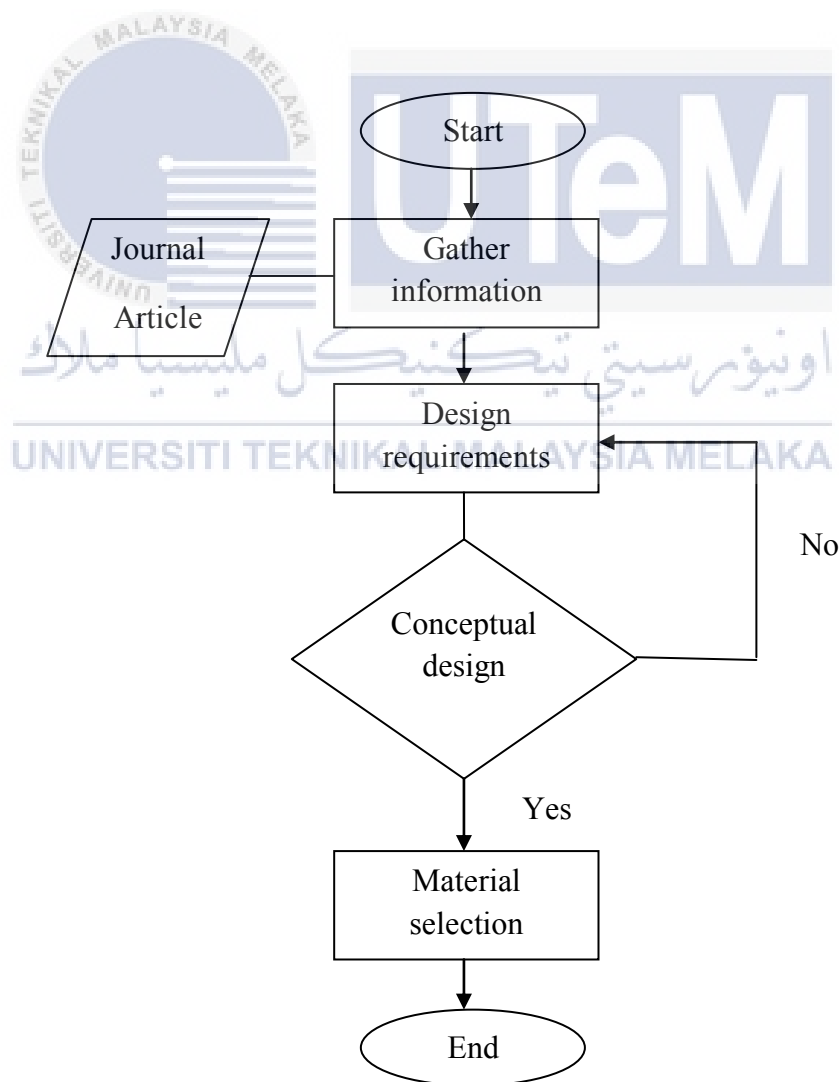 UNIVERSITI TEKNIKAL MALAYSIA MELAKA
UTeM
Start
Journal
Article
Gather
information
اونيۏرسيتي تيكنيكل مليسيا ملاك
UNIVERSITI TEKNIKAL MALAYSIA MELAKA
Design
requirements
No
Conceptual
design
Yes
Material
selection
End